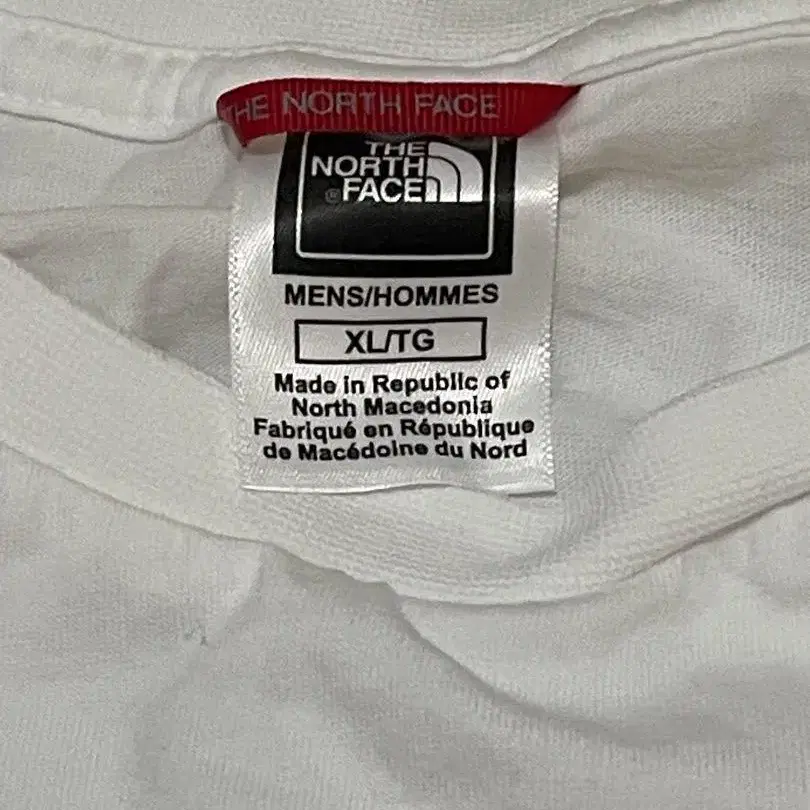 THE NORTH FACE
THE
NORTH
® FACE
MENS/HOMMES
XL/TG
Made in Republic of
North Macedonia
Fabriqué en République
de Macédoine du Nord